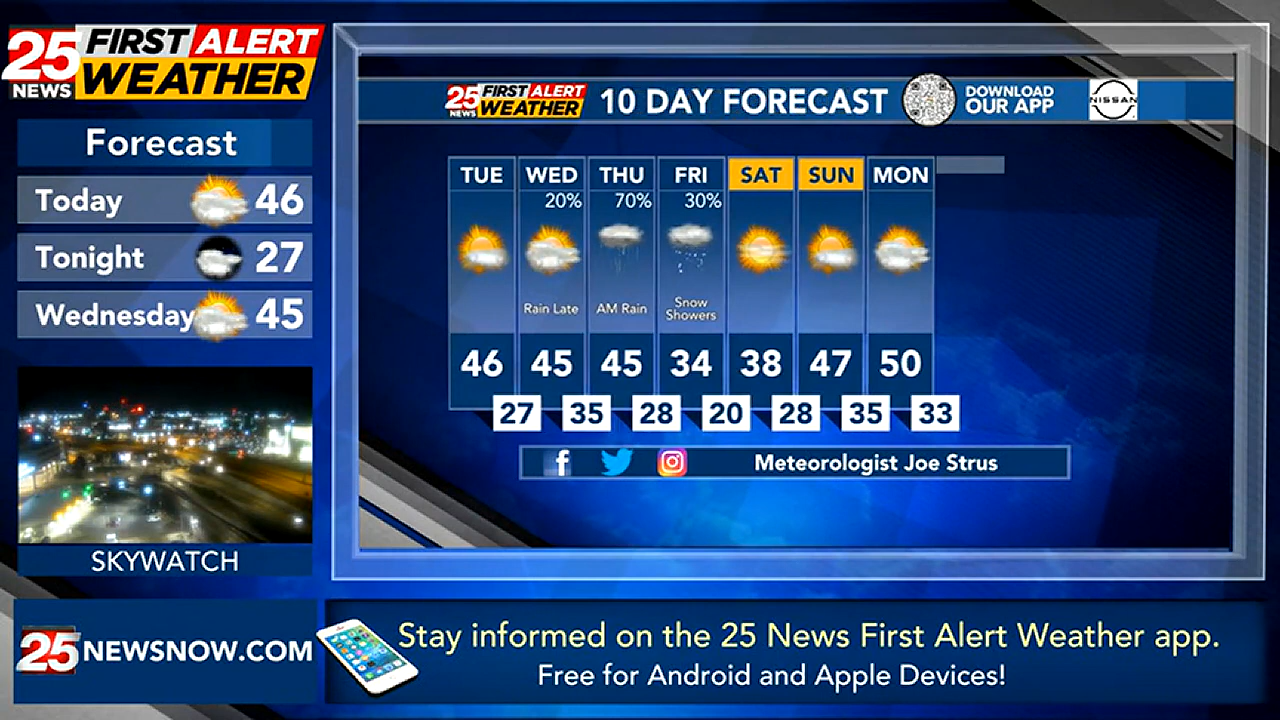 25 NEWS FIRST ALERT WEATHER
Forecast
Today 46
Tonight 27
Wednesday 45
SKYWATCH
25 NEWS FIRST ALERT WEATHER 10 DAY FORECAST DOWNLOAD OUR APP NISSAN
TUE WED THU FRI SAT SUN MON
20% 70% 30%
Rain Late AM Rain Snow Showers
46 45 45 34 38 47 50
27 35 28 20 28 35 33
Meteorologist Joe Strus
25 NEWSNOW.COM
Stay informed on the 25 News First Alert Weather app.
Free for Android and Apple Devices!